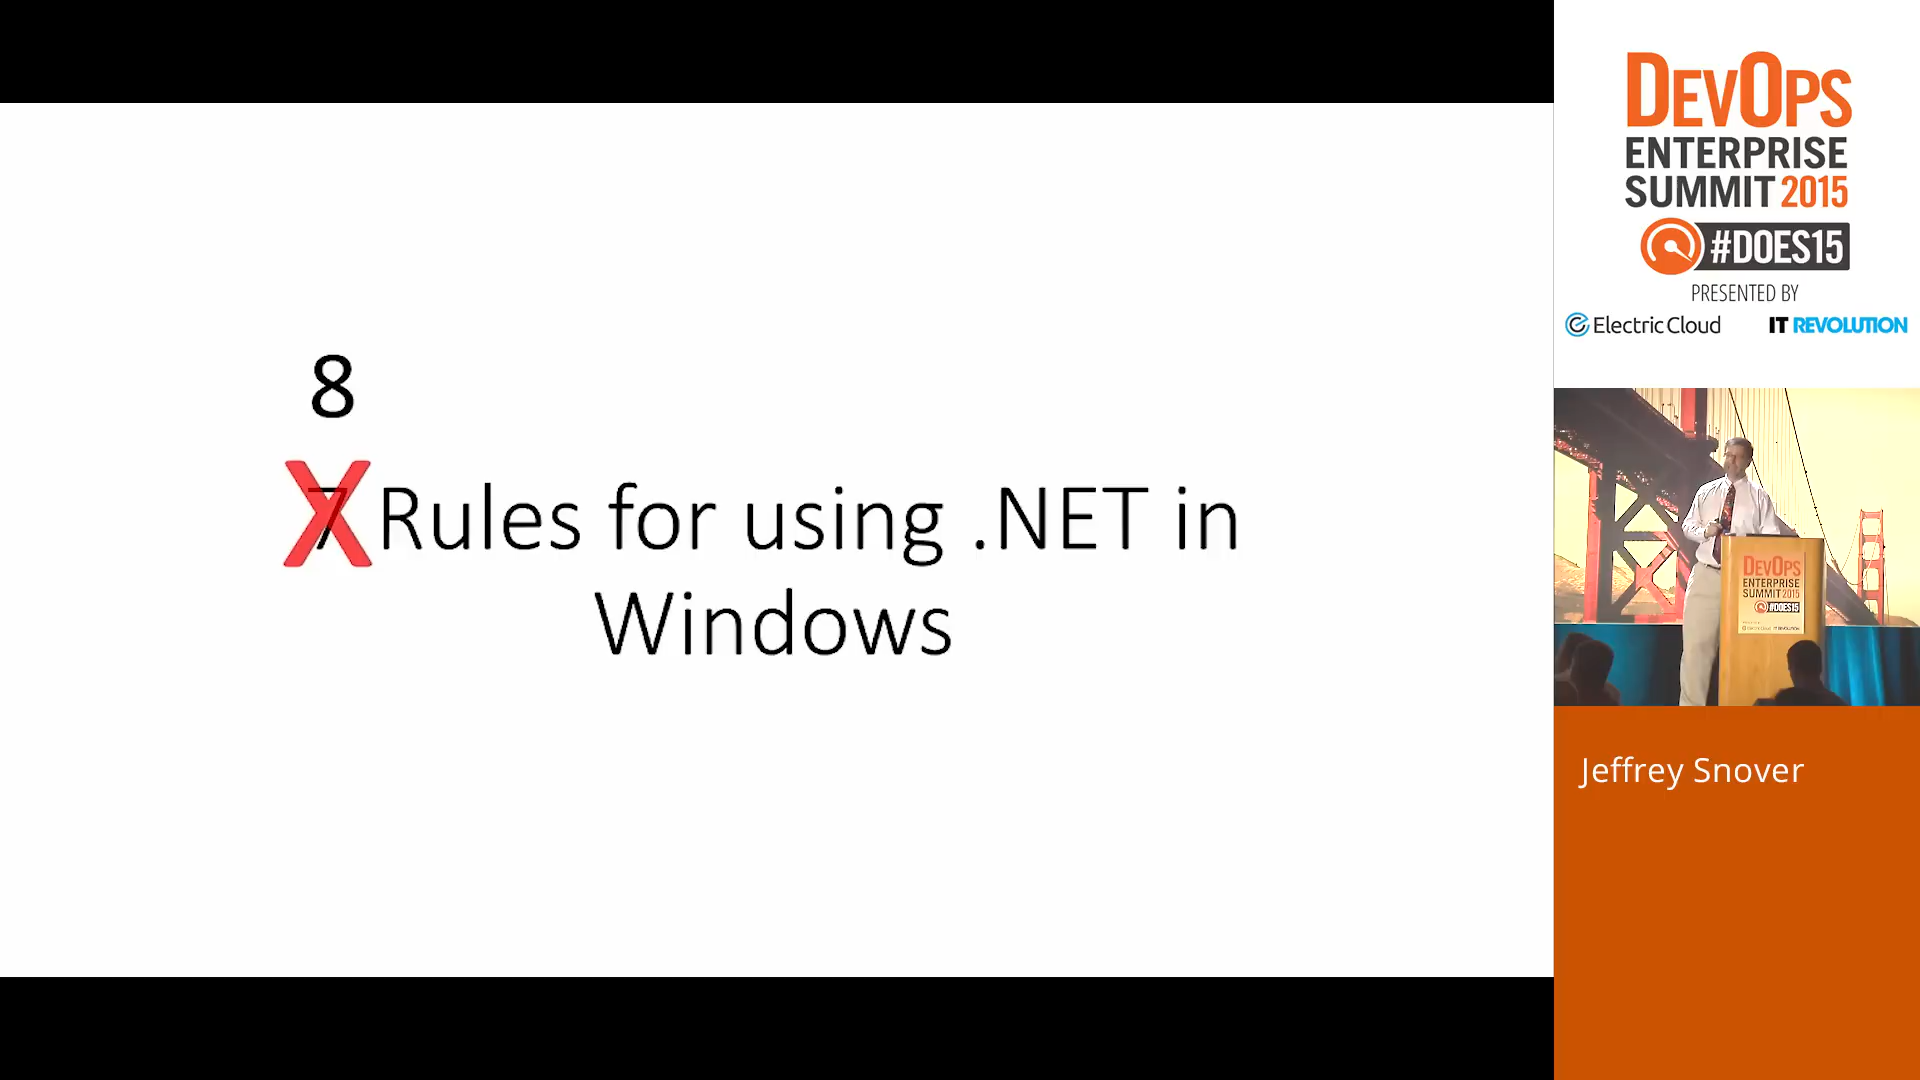 8
7 Rules for using .NET in
Windows
DEVOPS
ENTERPRISE
SUMMIT 2015
#DOES15
PRESENTED BY
Electric Cloud
IT REVOLUTION
DEVOPS
ENTERPRISE
SUMMIT 2015
#DOES15
Jeffrey Snover